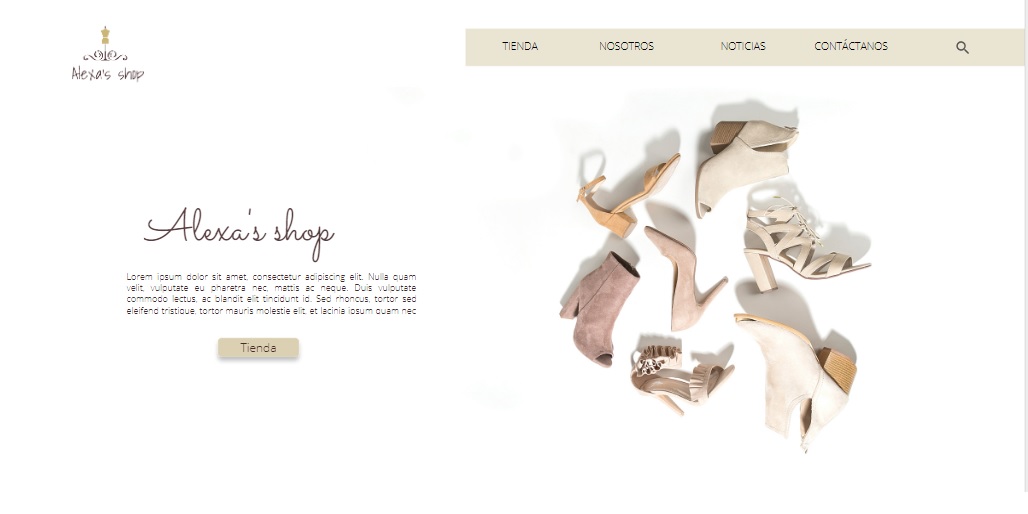 Alexa's shop
TIENDA NOSOTROS NOTICIAS CONTÁCTANOS
Alexa's shop
Lorem ipsum dolor sit amet, consectetur adipiscing elit. Nulla quam
velit, vulputate eu pharetra nec, mattis ac neque. Duis vulputate
commodo lectus, ac blandit elit tincidunt id. Sed rhoncus, tortor sed
eleifend tristique, tortor mauris molestie elit, et lacinia ipsum quam nec
Tienda